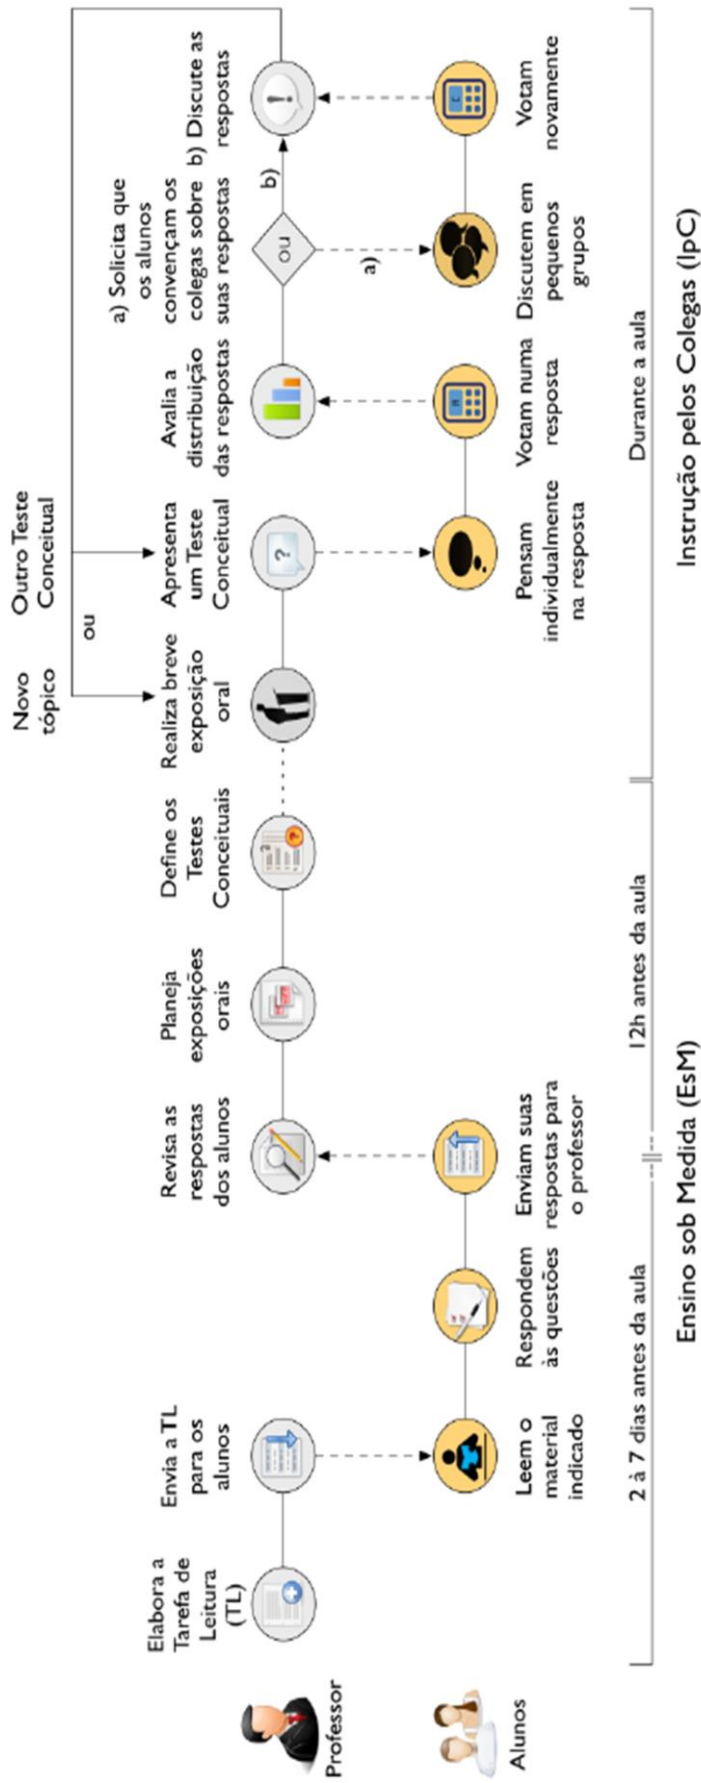 Professor
Alunos
Elabora a
Tarefa de
Leitura
(TL)
Envia a TL
para os
alunos
Leem o
material
indicado
Respondem
às questões
Enviam suas
respostas para
o professor
Revisa as
respostas
dos alunos
Planeja
exposições
orais
Define os
Testes
Conceituais
Novo
tópico
ou
Outro Teste
Conceitual
Realiza breve
exposição
oral
Apresenta
um Teste
Conceitual
Pensam
individualmente
na resposta
Votam numa
resposta
Avalia a
distribuição
das respostas
a) Solicita que
os alunos
convençam os
colegas sobre
suas respostas
no
a)
b)
Discutem em
pequenos
grupos
b) Discute as
respostas
Votam
novamente
2 à 7 dias antes da aula
12h antes da aula
Durante a aula
Ensino sob Medida (EsM)
Instrução pelos Colegas (IpC)